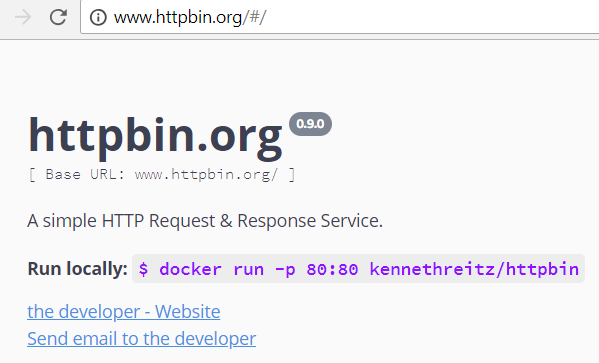 www.httpbin.org/#/
httpbin.org 0.9.0
[ Base URL: www.httpbin.org/ ]
A simple HTTP Request & Response Service.
Run locally: $ docker run -p 80:80 kennethreitz/httpbin
the developer - Website
Send email to the developer